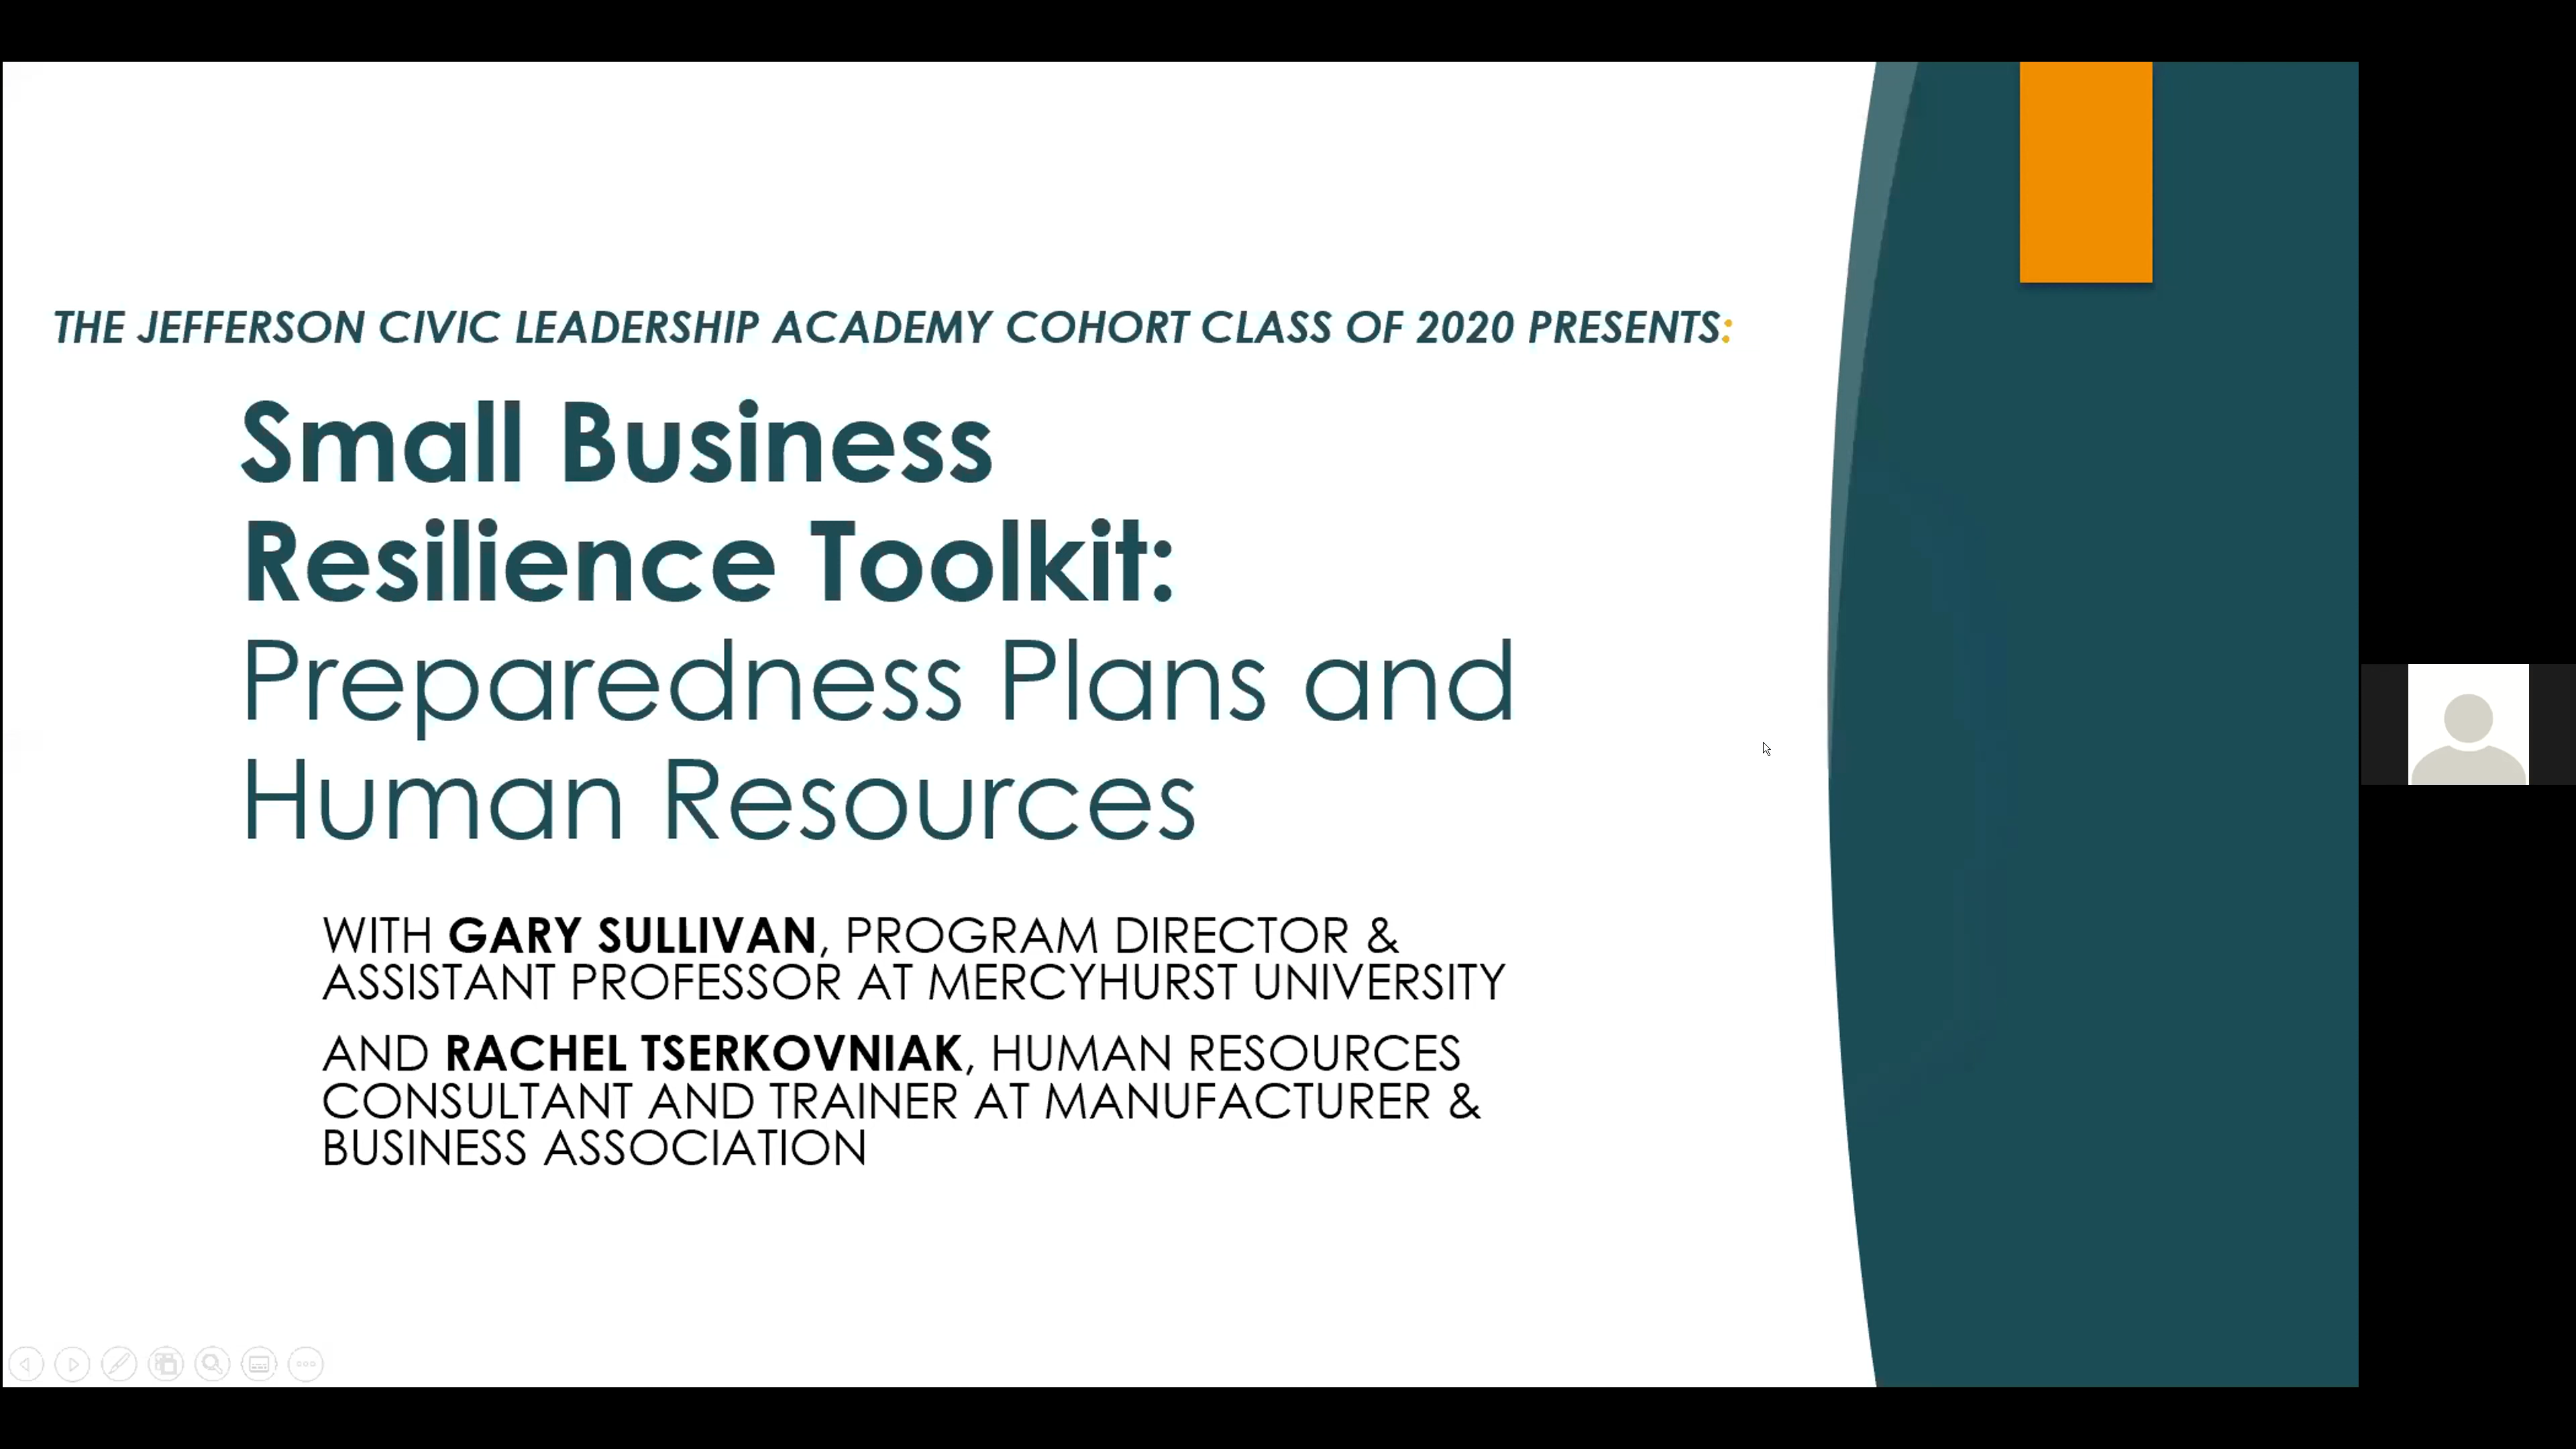 THE JEFFERSON CIVIC LEADERSHIP ACADEMY COHORT CLASS OF 2020 PRESENTS:
Small Business
Resilience Toolkit:
Preparedness Plans and
Human Resources
WITH GARY SULLIVAN, PROGRAM DIRECTOR &
ASSISTANT PROFESSOR AT MERCYHURST UNIVERSITY
AND RACHEL TSERKOVNIAK, HUMAN RESOURCES
CONSULTANT AND TRAINER AT MANUFACTURER &
BUSINESS ASSOCIATION